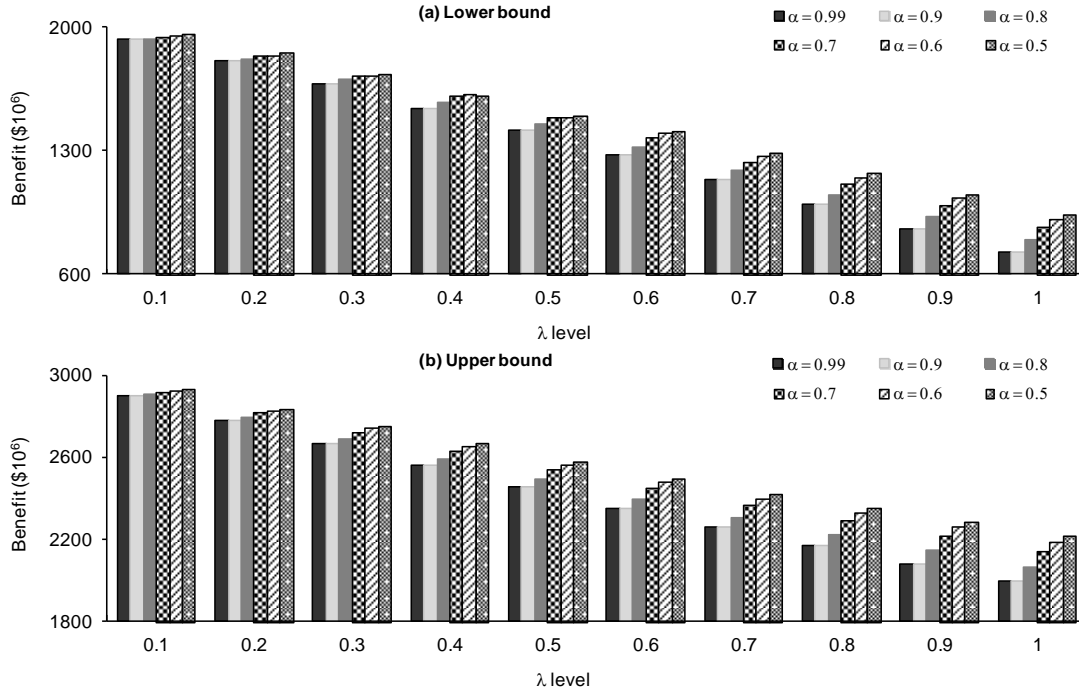 (a) Lower bound
α = 0.99 α = 0.9 α = 0.8
α = 0.7 α = 0.6 α = 0.5
Benefit ($10⁶)
2000
1300
600
0.1 0.2 0.3 0.4 0.5 0.6 0.7 0.8 0.9 1
λ level
(b) Upper bound
α = 0.99 α = 0.9 α = 0.8
α = 0.7 α = 0.6 α = 0.5
Benefit ($10⁶)
3000
2600
2200
1800
0.1 0.2 0.3 0.4 0.5 0.6 0.7 0.8 0.9 1
λ level